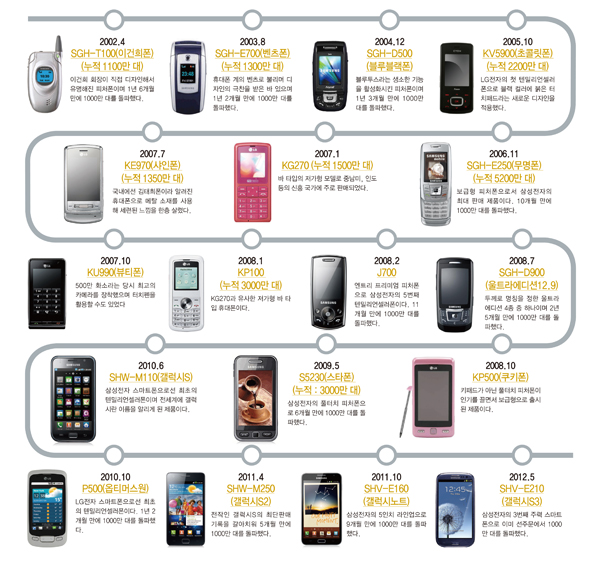 2002.4
SGH-T100(이건희폰)
(누적 1100만 대)
이건희 회장이 직접 디자인해서
유명해진 피처폰이며 1년 6개월
만에 1000만 대를 돌파했다.
2003.8
SGH-E700(벤츠폰)
(누적 1300만 대)
휴대폰 계의 벤츠로 불리며 디
자인의 극찬을 받은 바 있으며
1년 2개월 만에 1000만 대를
돌파했다.
2004.12
SGH-D500
(블루블랙폰)
블루투스라는 생소한 기능
을 활성화시킨 피처폰이며
1년 3개월 만에 1000만
대를 돌파했다.
2005.10
KV5900(초콜릿폰)
(누적 2200만 대)
LG전자의 첫 텐밀리언셀러
폰으로 블랙 컬러에 붉은 터
치패드라는 새로운 디자인을
적용했다.
2007.7
KE970(샤인폰)
(누적 1350만 대)
국내에선 김태희폰이라 알려진
휴대폰으로 메탈 소재를 사용
해 세련된 느낌을 한층 살렸다.
2007.1
KG270 (누적 1500만 대)
바 타입의 저가형 모델로 중남미, 인도
등의 신흥 국가에 주로 판매되었다.
2006.11
SGH-E250(무명폰)
(누적 5200만 대)
보급형 피처폰으로서 삼성전자의
최대 판매 제품이다. 10개월 만에
1000만 대를 돌파했다.
2007.10
KU990(뷰티폰)
500만 화소라는 당시 최고의
카메라를 장착했으며 터치펜을
활용할 수도 있었다
2008.1
KP100
(누적 3000만 대)
KG270과 유사한 저가형 바 타
입 휴대폰이다.
2008.2
J700
엔트리 프리미엄 피처폰
으로 삼성전자의 5번째
텐밀리언셀러폰이다. 11
개월 만에 1000만 대를
돌파했다.
2008.7
SGH-D900
(울트라에디션12.9)
두께로 명칭을 정한 울트라
에디션 4종 중 하나이며 2년
5개월 만에 1000만 대를 돌
파했다.
2010.6
SHW-M110(갤럭시S)
삼성전자 스마트폰으로선 최초의
텐밀리언셀러폰이며 전세계에 갤럭
시란 이름을 알리게 된 제품이다.
2009.5
S5230(스타폰)
(누적 : 3000만 대)
삼성전자의 풀터치 피처폰으
로 6개월 만에 1000만 대를 돌
파했다.
2008.10
KP500(쿠키폰)
키패드가 아닌 풀터치 피처폰이
인기를 끌면서 보급형으로 출시
된 제품이다.
2010.10
P500(옵티머스원)
LG전자 스마트폰으로선 최초
의 텐밀리언셀러폰이다. 1년 2
개월 만에 1000만 대를 돌파했
다.
2011.4
SHW-M250
(갤럭시S2)
전작인 갤럭시S의 최단판매
기록을 갈아치워 5개월 만에
1000만 대를 돌파했다.
2011.10
SHV-E160
(갤럭시노트)
삼성전자의 5인치 라인업으로
9개월 만에 1000만 대를 돌파
했다.
2012.5
SHV-E210
(갤럭시S3)
삼성전자의 3번째 주력 스마트
폰으로 이미 선주문에서 1000
만 대를 돌파했다.